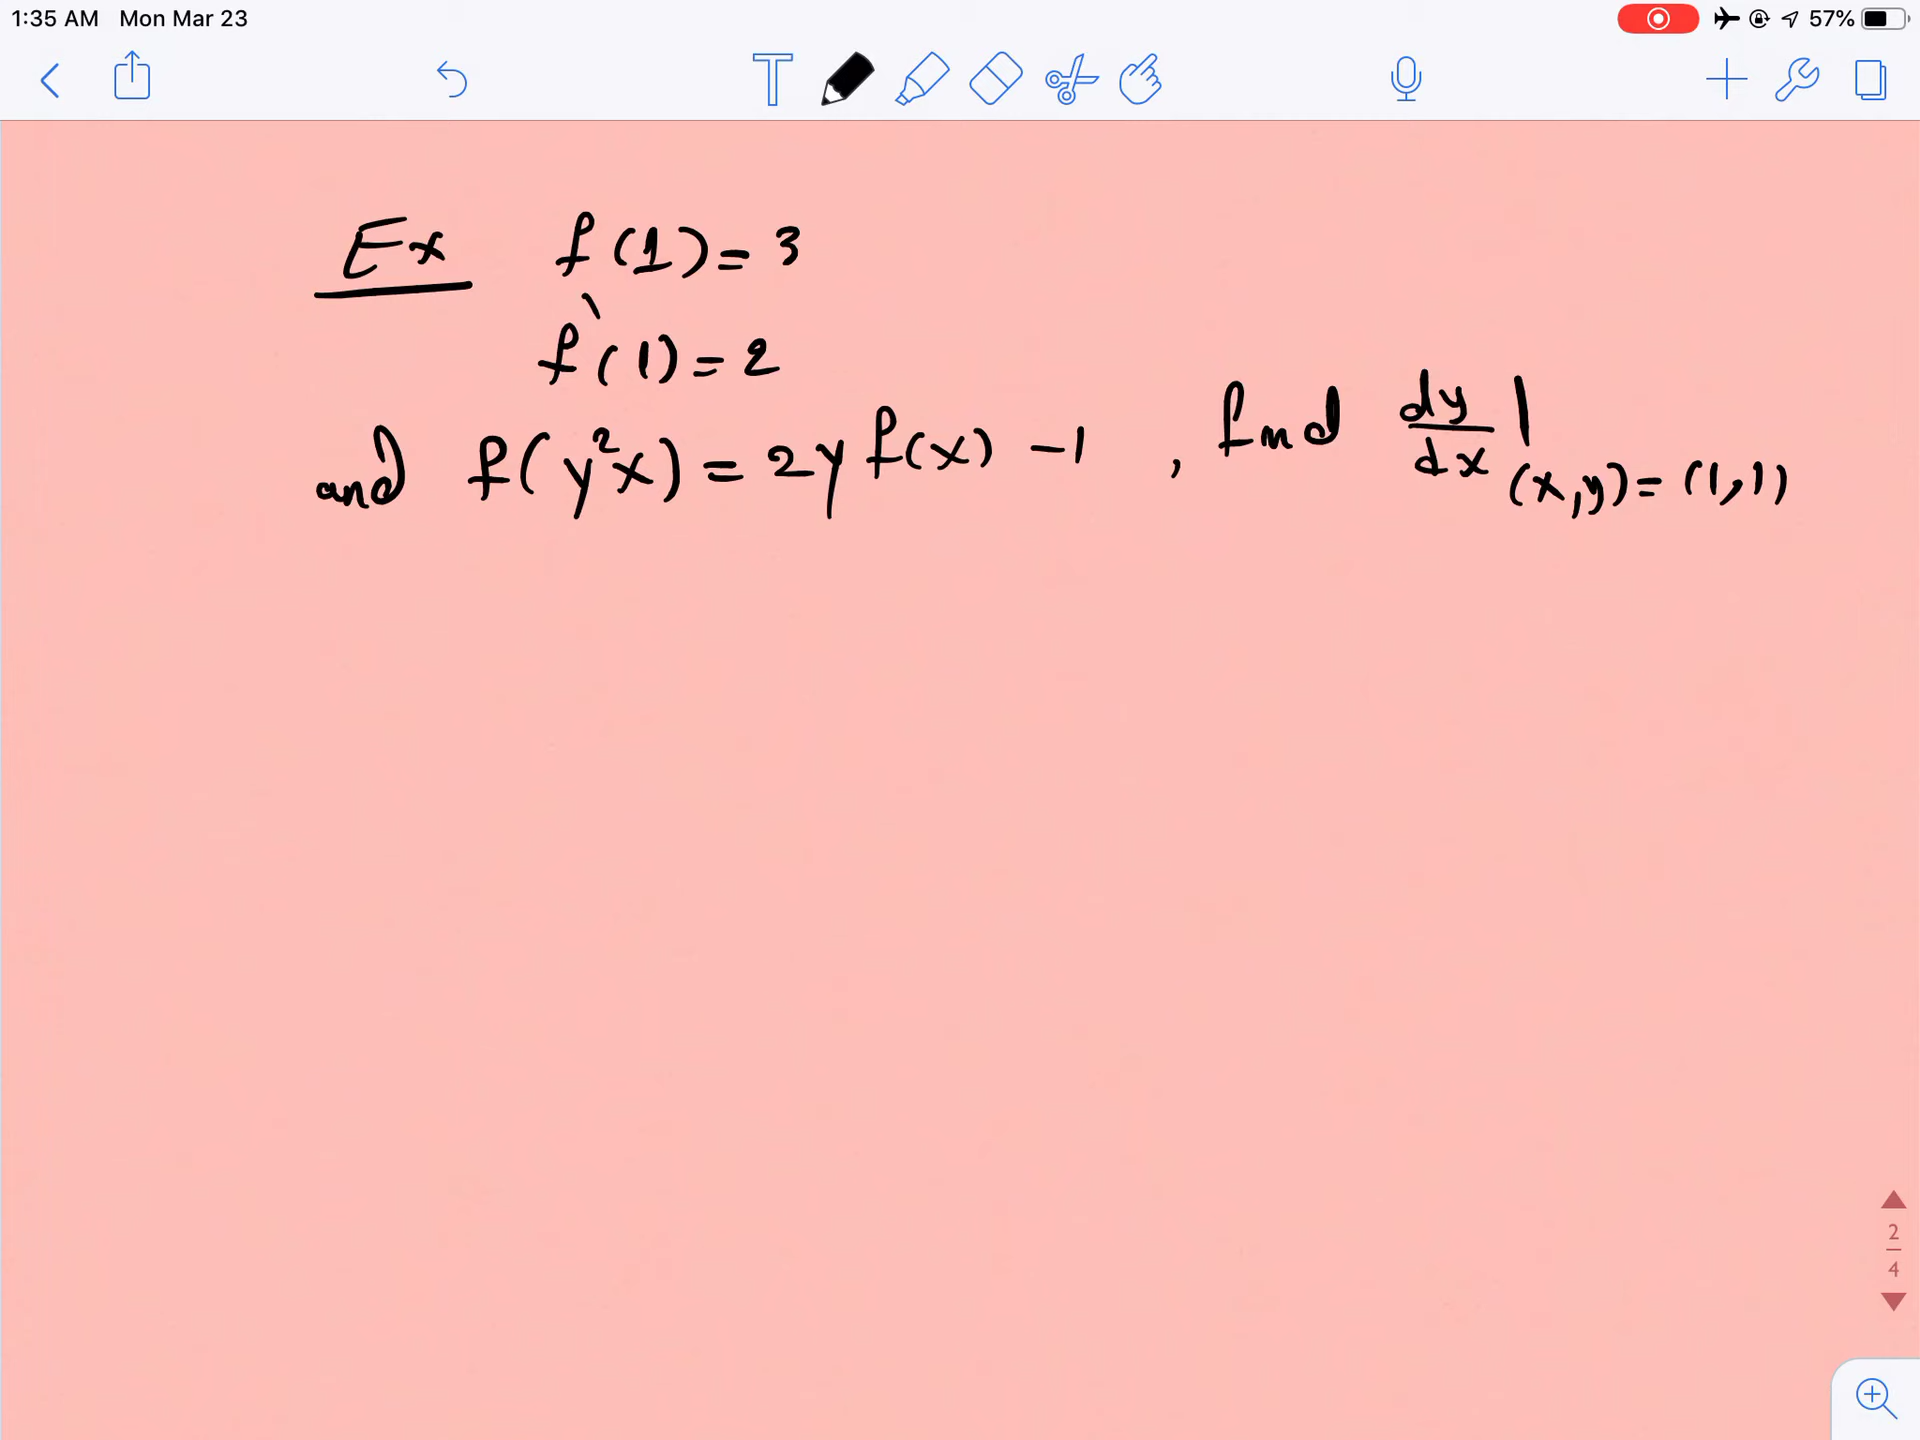 1:35 AM Mon Mar 23 57%
T
Ex f(1) = 3
f'(1) = 2
and f(y²x) = 2y f(x) - 1 , find dy/dx |(x,y) = (1,1)
2
4